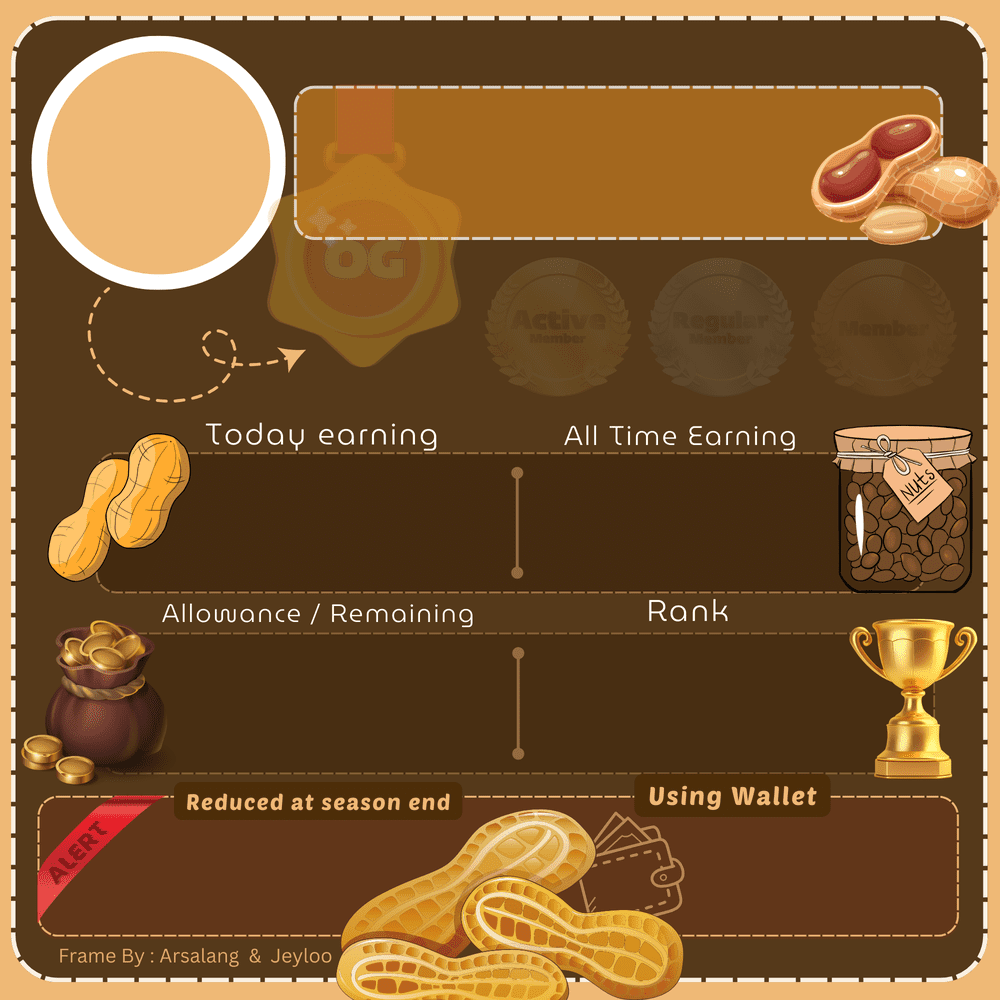 OG
Active
Member
Regular
Member
Member
Today earning
All Time Earning
Nuts
Allowance / Remaining
Rank
Reduced at season end
Using Wallet
ALERT
Frame By : Arsalang & Jeyloo